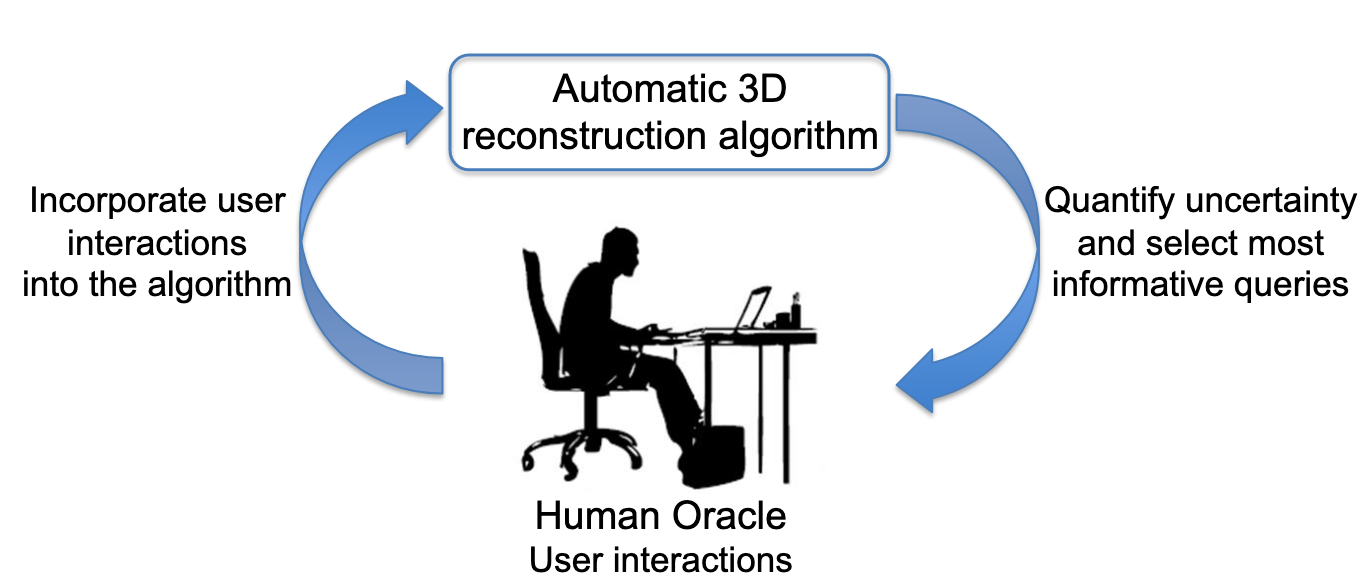 Automatic 3D
reconstruction algorithm
Incorporate user
interactions
into the algorithm
Quantify uncertainty
and select most
informative queries
Human Oracle
User interactions